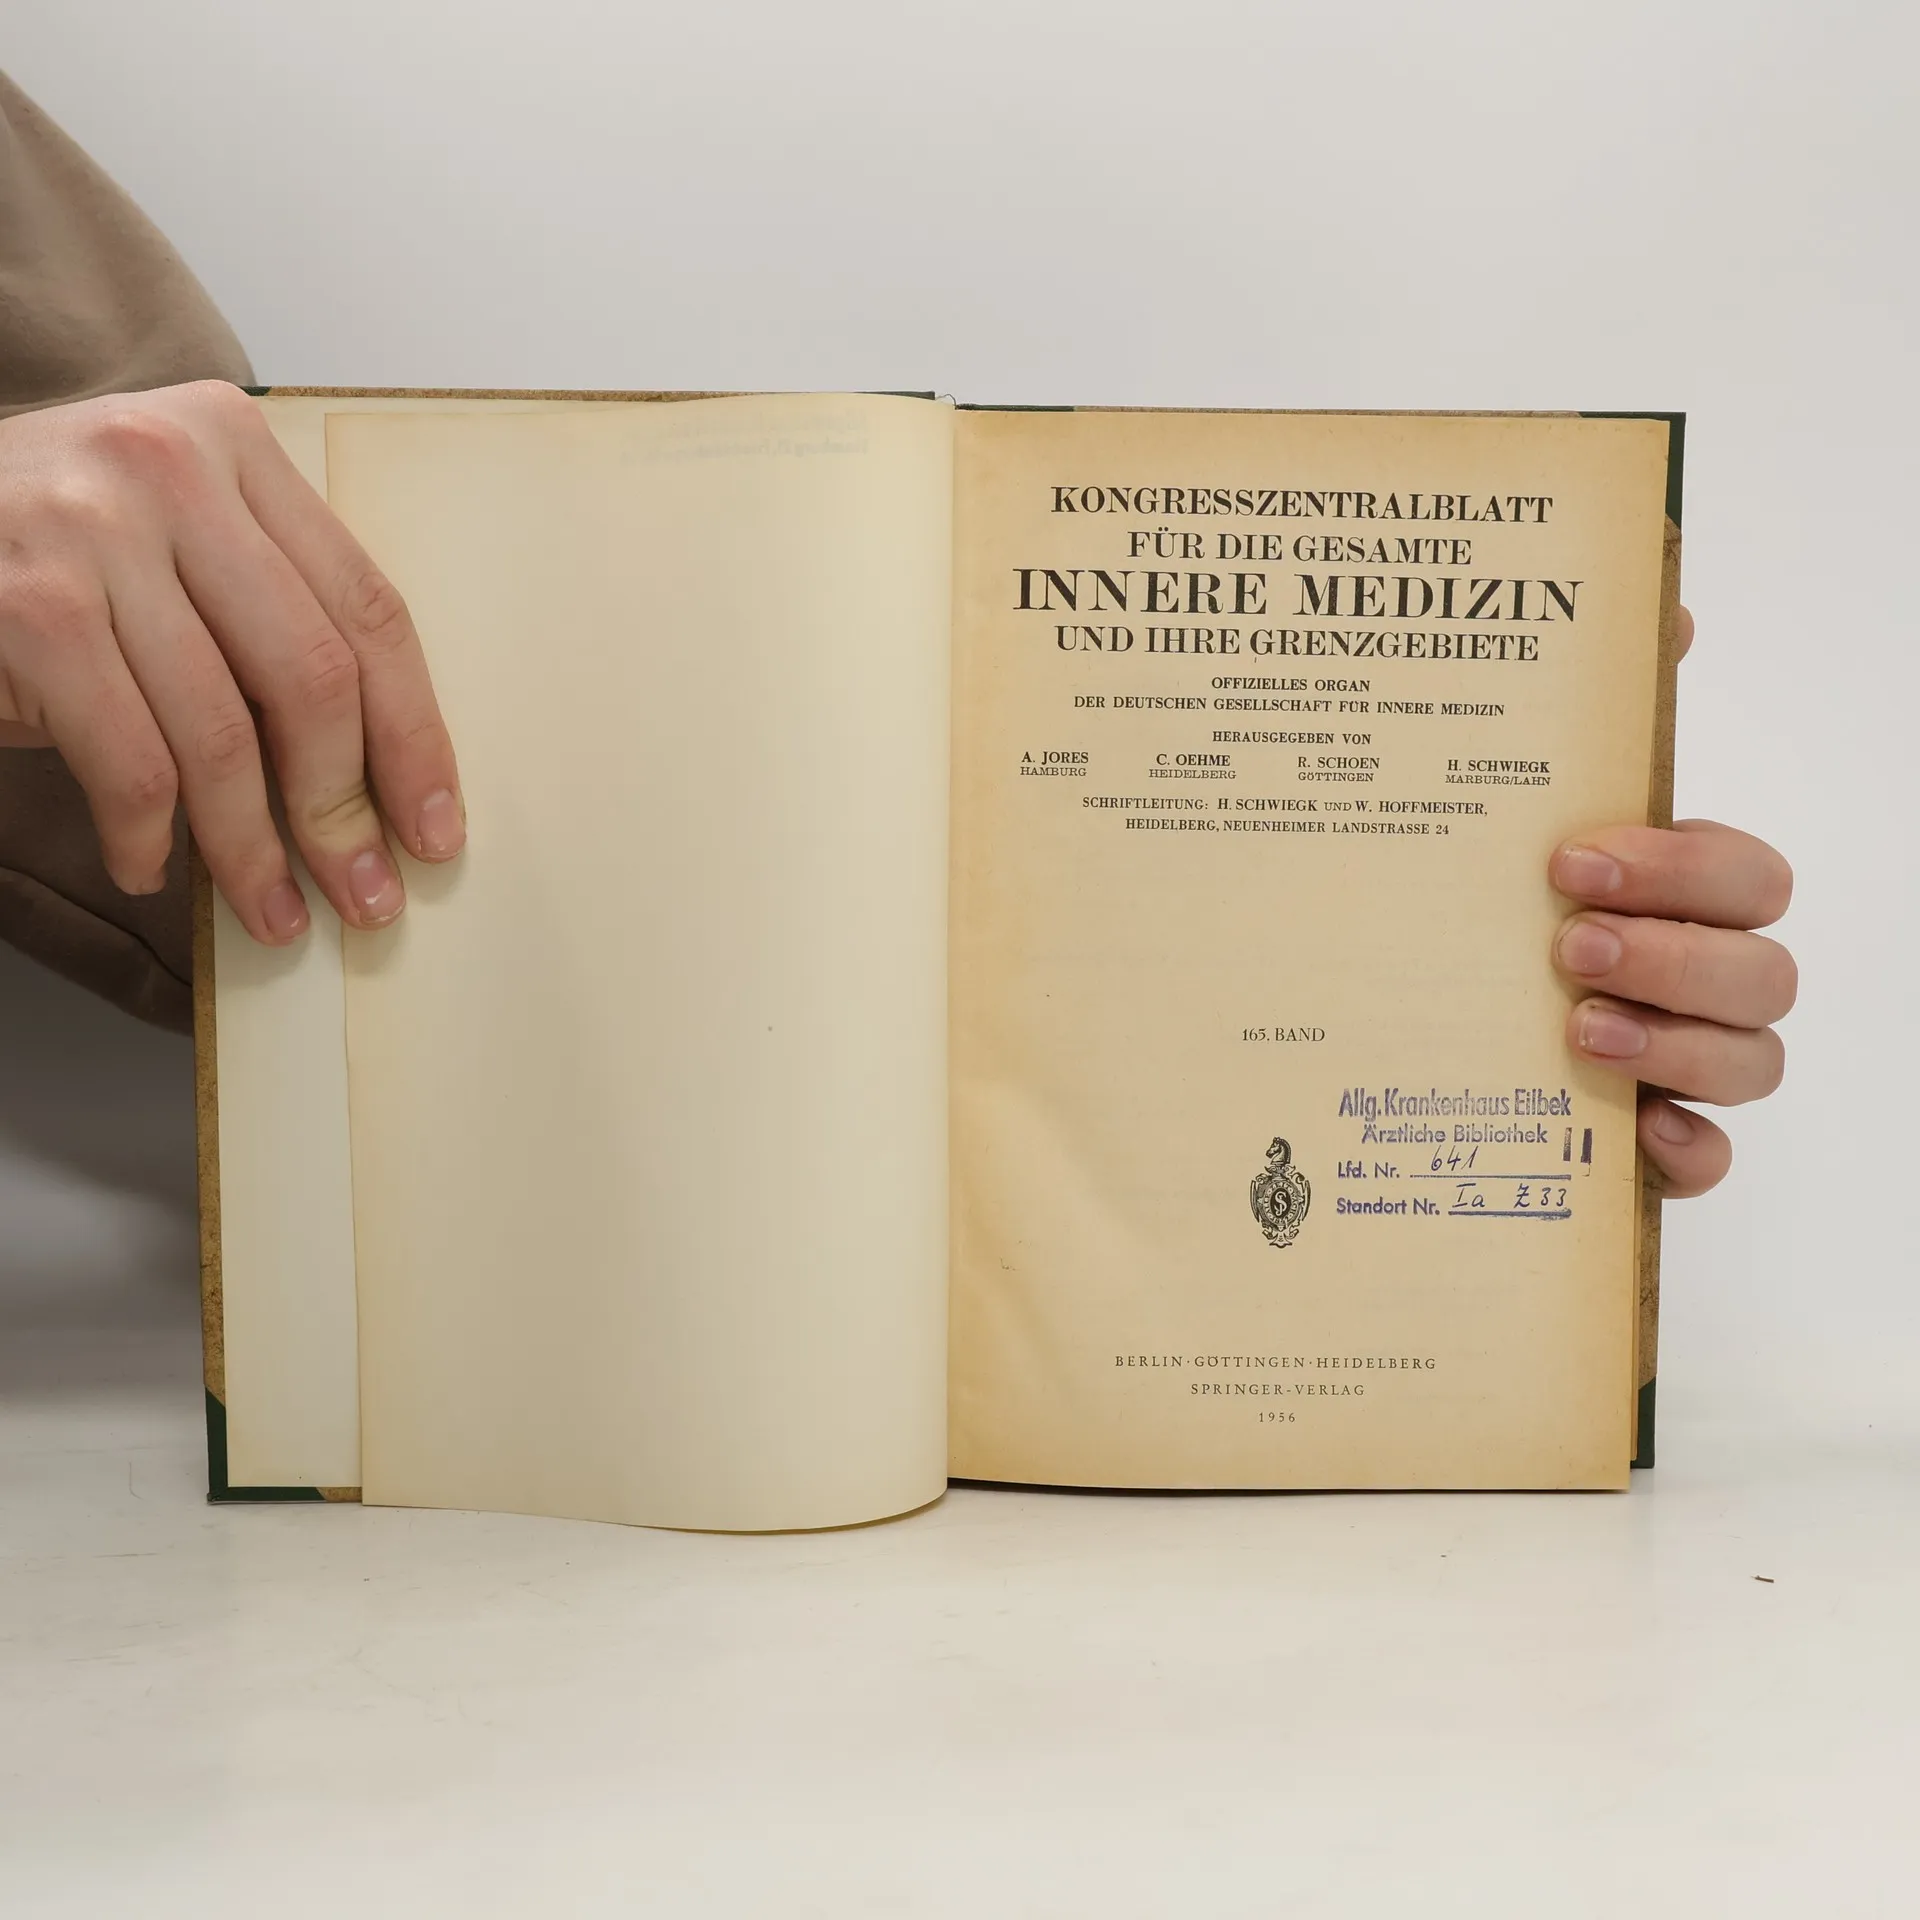 KONGRESSZENTRALBLATT
FÜR DIE GESAMTE
INNERE MEDIZIN
UND IHRE GRENZGEBIETE
OFFIZIELLES ORGAN
DER DEUTSCHEN GESELLSCHAFT FÜR INNERE MEDIZIN
HERAUSGEGEBEN VON
A. JORES C. OEHME R. SCHOEN H. SCHWIEGK
HAMBURG HEIDELBERG GÖTTINGEN MARBURG/LAHN
SCHRIFTLEITUNG: H. SCHWIEGK UND W. HOFFMEISTER,
HEIDELBERG, NEUENHEIMER LANDSTRASSE 24
165. BAND
Allg. Krankenhaus Eilbek
Ärztliche Bibliothek
Lfd. Nr. 641
Standort Nr. Ia Z 33
BERLIN · GÖTTINGEN · HEIDELBERG
SPRINGER-VERLAG
1956